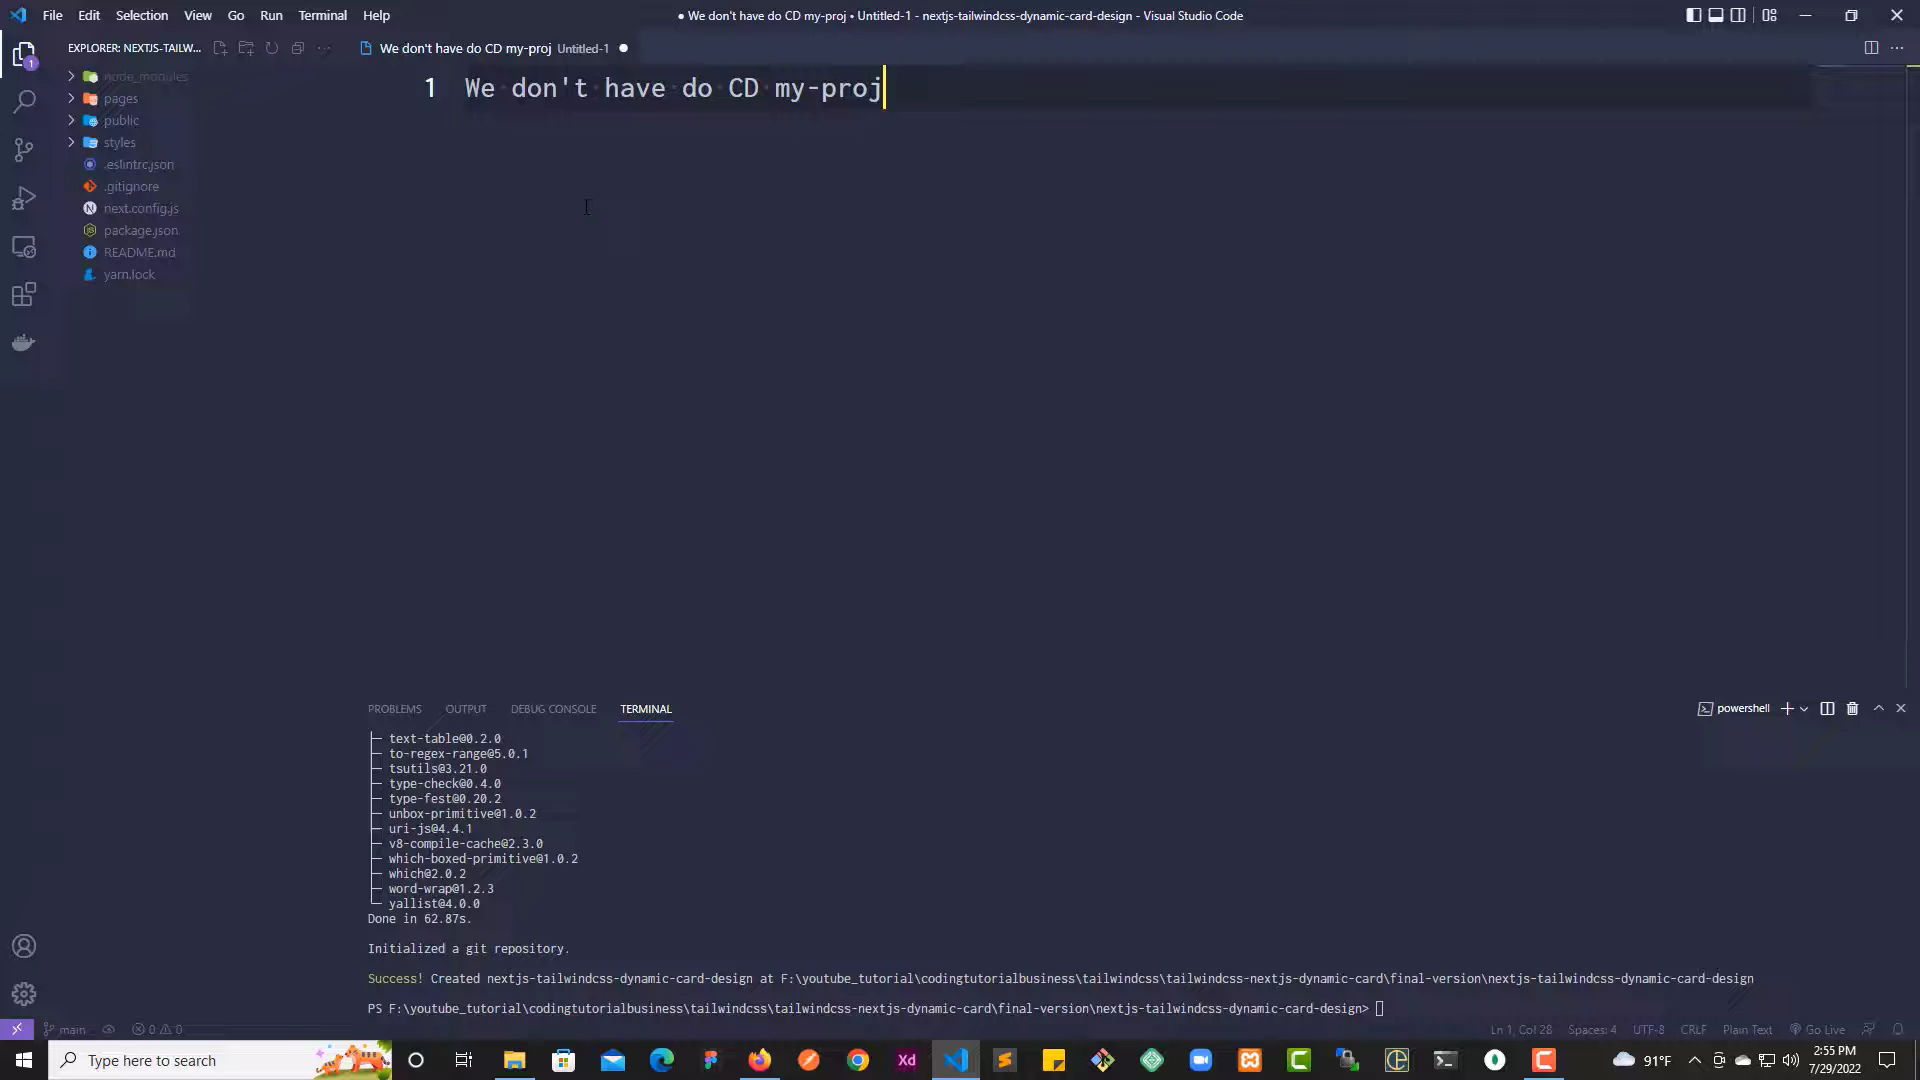 File Edit Selection View Go Run Terminal Help
● We don't have do CD my-proj • Untitled-1 - nextjs-tailwindcss-dynamic-card-design - Visual Studio Code
EXPLORER: NEXTJS-TAILW...
We don't have do CD my-proj Untitled-1
1
node_modules
pages
public
styles
.eslintrc.json
.gitignore
next.config.js
package.json
README.md
yarn.lock
1 We don't have do CD my-proj
PROBLEMS OUTPUT DEBUG CONSOLE TERMINAL
powershell
├─ text-table@0.2.0
├─ to-regex-range@5.0.1
├─ tsutils@3.21.0
├─ type-check@0.4.0
├─ type-fest@0.20.2
├─ unbox-primitive@1.0.2
├─ uri-js@4.4.1
├─ v8-compile-cache@2.3.0
├─ which-boxed-primitive@1.0.2
├─ which@2.0.2
├─ word-wrap@1.2.3
└─ yallist@4.0.0
Done in 62.87s.
Initialized a git repository.
Success! Created nextjs-tailwindcss-dynamic-card-design at F:\youtube_tutorial\codingtutorialbusiness\tailwindcss\tailwindcss-nextjs-dynamic-card\final-version\nextjs-tailwindcss-dynamic-card-design
PS F:\youtube_tutorial\codingtutorialbusiness\tailwindcss\tailwindcss-nextjs-dynamic-card\final-version\nextjs-tailwindcss-dynamic-card-design>
main 0 0
Ln 1, Col 28 Spaces: 4 UTF-8 CRLF Plain Text Go Live
Type here to search
Xd
91°F
2:55 PM
7/29/2022